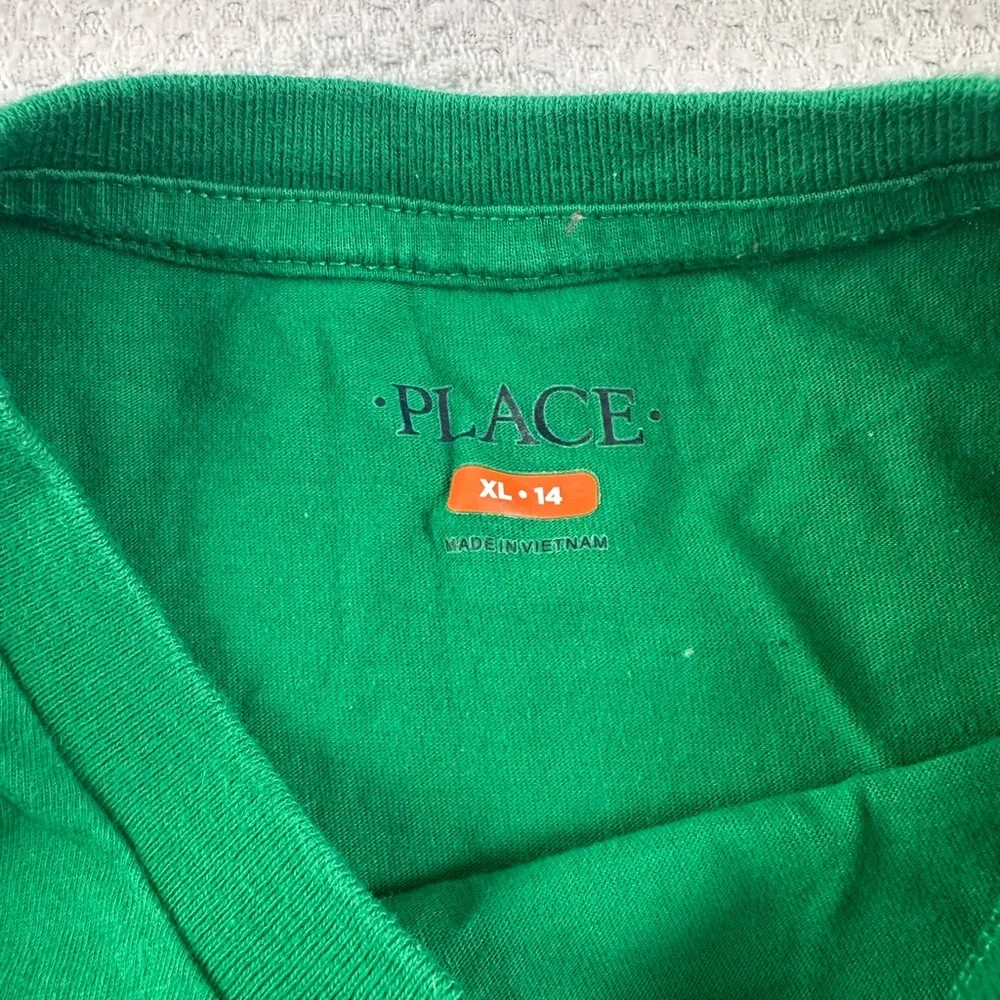 ·PLACE·
XL • 14
MADE IN VIETNAM